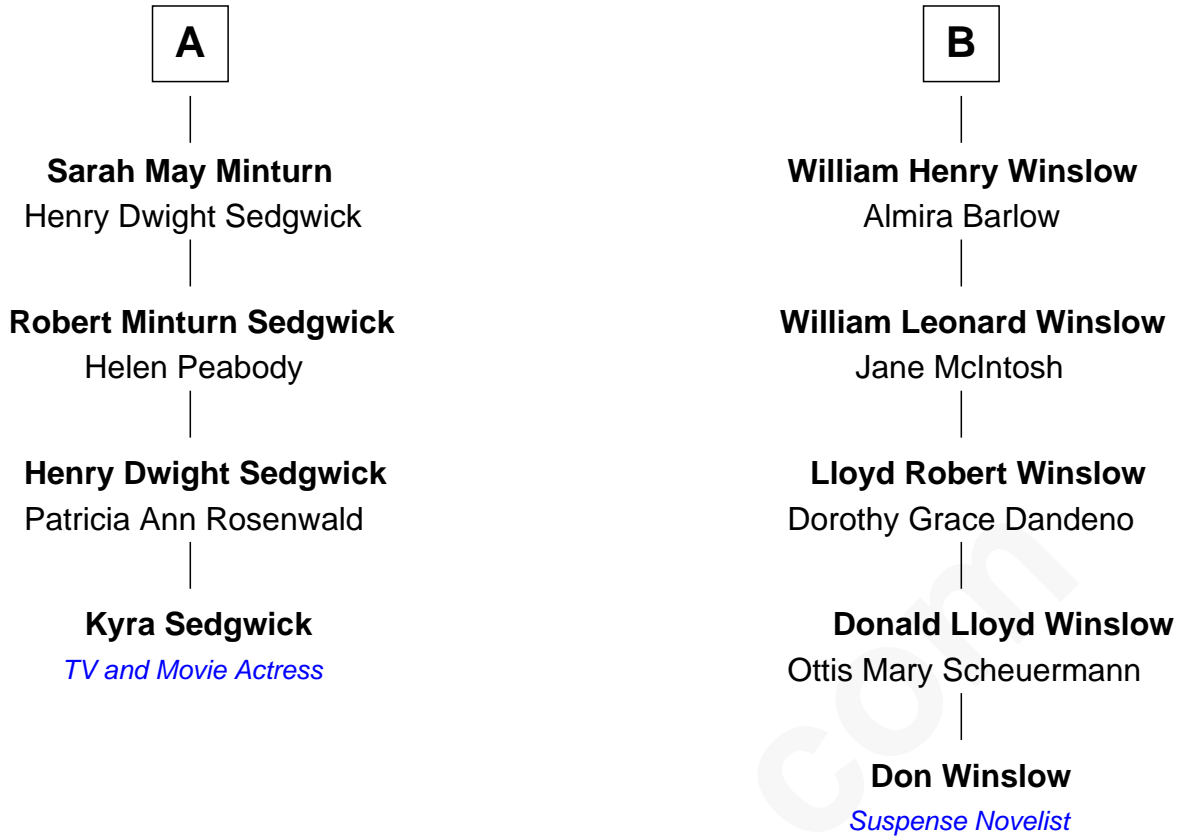 A
Sarah May Minturn
Henry Dwight Sedgwick
Robert Minturn Sedgwick
Helen Peabody
Henry Dwight Sedgwick
Patricia Ann Rosenwald
Kyra Sedgwick
TV and Movie Actress
B
William Henry Winslow
Almira Barlow
William Leonard Winslow
Jane McIntosh
Lloyd Robert Winslow
Dorothy Grace Dandeno
Donald Lloyd Winslow
Ottis Mary Scheuermann
Don Winslow
Suspense Novelist
com